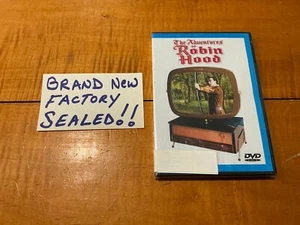 BRAND NEW
FACTORY
SEALED!!
The Adventures
of
Robin
Hood
DVD